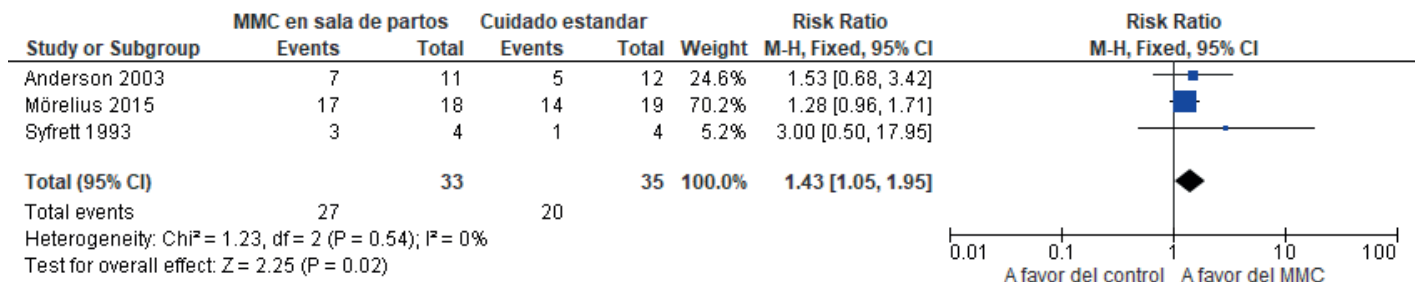 MMC en sala de partos Cuidado estandar Risk Ratio Risk Ratio
Study or Subgroup Events Total Events Total Weight M-H, Fixed, 95% CI M-H, Fixed, 95% CI
Anderson 2003 7 11 5 12 24.6% 1.53 [0.68, 3.42]
Mörelius 2015 17 18 14 19 70.2% 1.28 [0.96, 1.71]
Syfrett 1993 3 4 1 4 5.2% 3.00 [0.50, 17.95]
Total (95% CI) 33 35 100.0% 1.43 [1.05, 1.95]
Total events 27 20
Heterogeneity: Chi² = 1.23, df = 2 (P = 0.54); I² = 0%
Test for overall effect: Z = 2.25 (P = 0.02)
0.01 0.1 1 10 100
A favor del control A favor del MMC